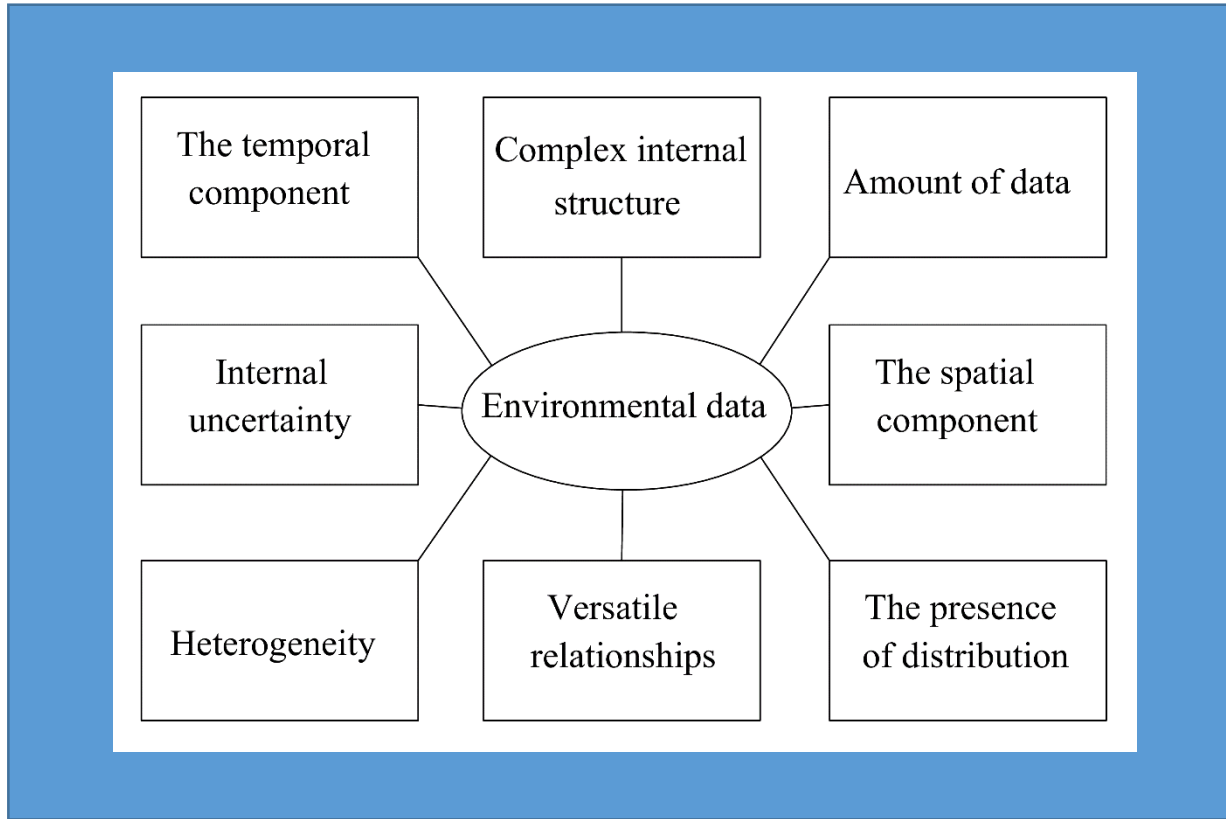 The temporal
component
Complex internal
structure
Amount of data
Internal
uncertainty
Environmental data
The spatial
component
Heterogeneity
Versatile
relationships
The presence
of distribution